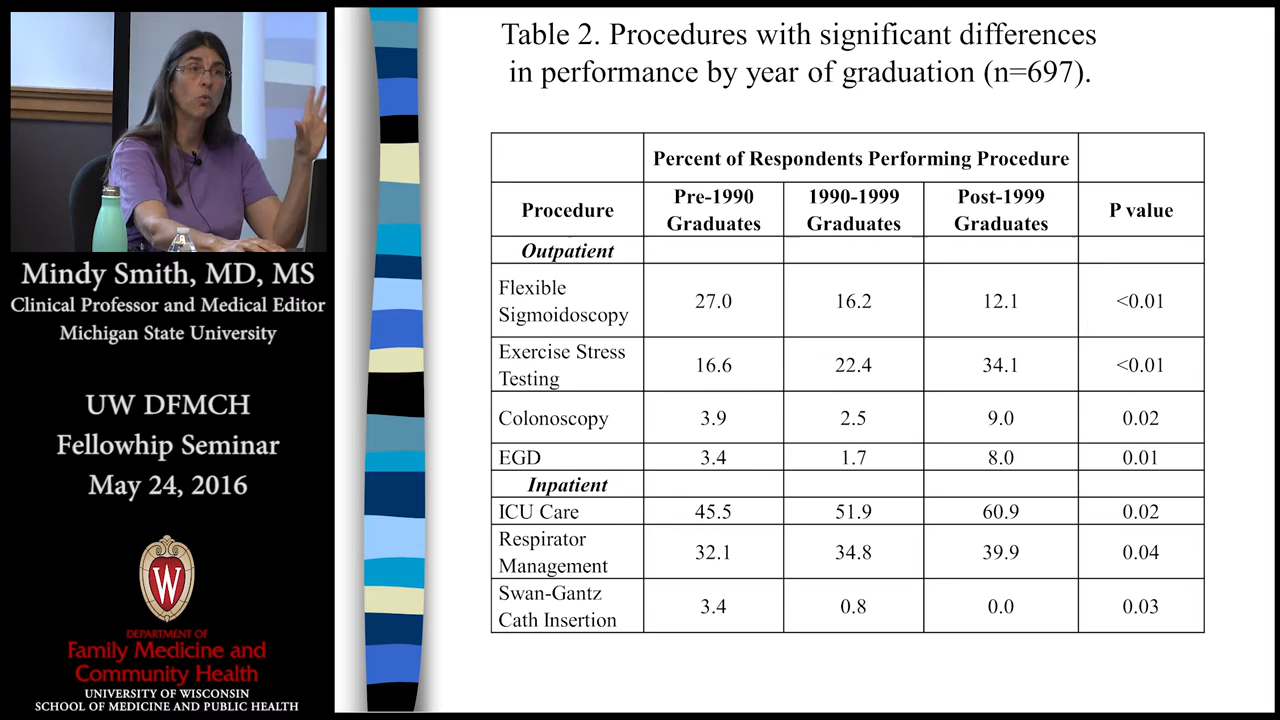 Mindy Smith, MD, MS
Clinical Professor and Medical Editor
Michigan State University
UW DFMCH
Fellowhip Seminar
May 24, 2016
W
DEPARTMENT OF
Family Medicine and
Community Health
UNIVERSITY OF WISCONSIN
SCHOOL OF MEDICINE AND PUBLIC HEALTH
Table 2. Procedures with significant differences
in performance by year of graduation (n=697).
Percent of Respondents Performing Procedure
Procedure Pre-1990 Graduates 1990-1999 Graduates Post-1999 Graduates P value
Outpatient
Flexible Sigmoidoscopy 27.0 16.2 12.1 <0.01
Exercise Stress Testing 16.6 22.4 34.1 <0.01
Colonoscopy 3.9 2.5 9.0 0.02
EGD 3.4 1.7 8.0 0.01
Inpatient
ICU Care 45.5 51.9 60.9 0.02
Respirator Management 32.1 34.8 39.9 0.04
Swan-Gantz Cath Insertion 3.4 0.8 0.0 0.03